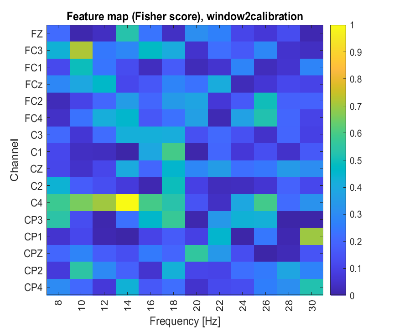 Feature map (Fisher score), window2calibration
Channel
FZ
FC3
FC1
FCz
FC2
FC4
C3
C1
CZ
C2
C4
CP3
CP1
CPZ
CP2
CP4
8 10 12 14 16 18 20 22 24 26 28 30
Frequency [Hz]
1
0.9
0.8
0.7
0.6
0.5
0.4
0.3
0.2
0.1
0